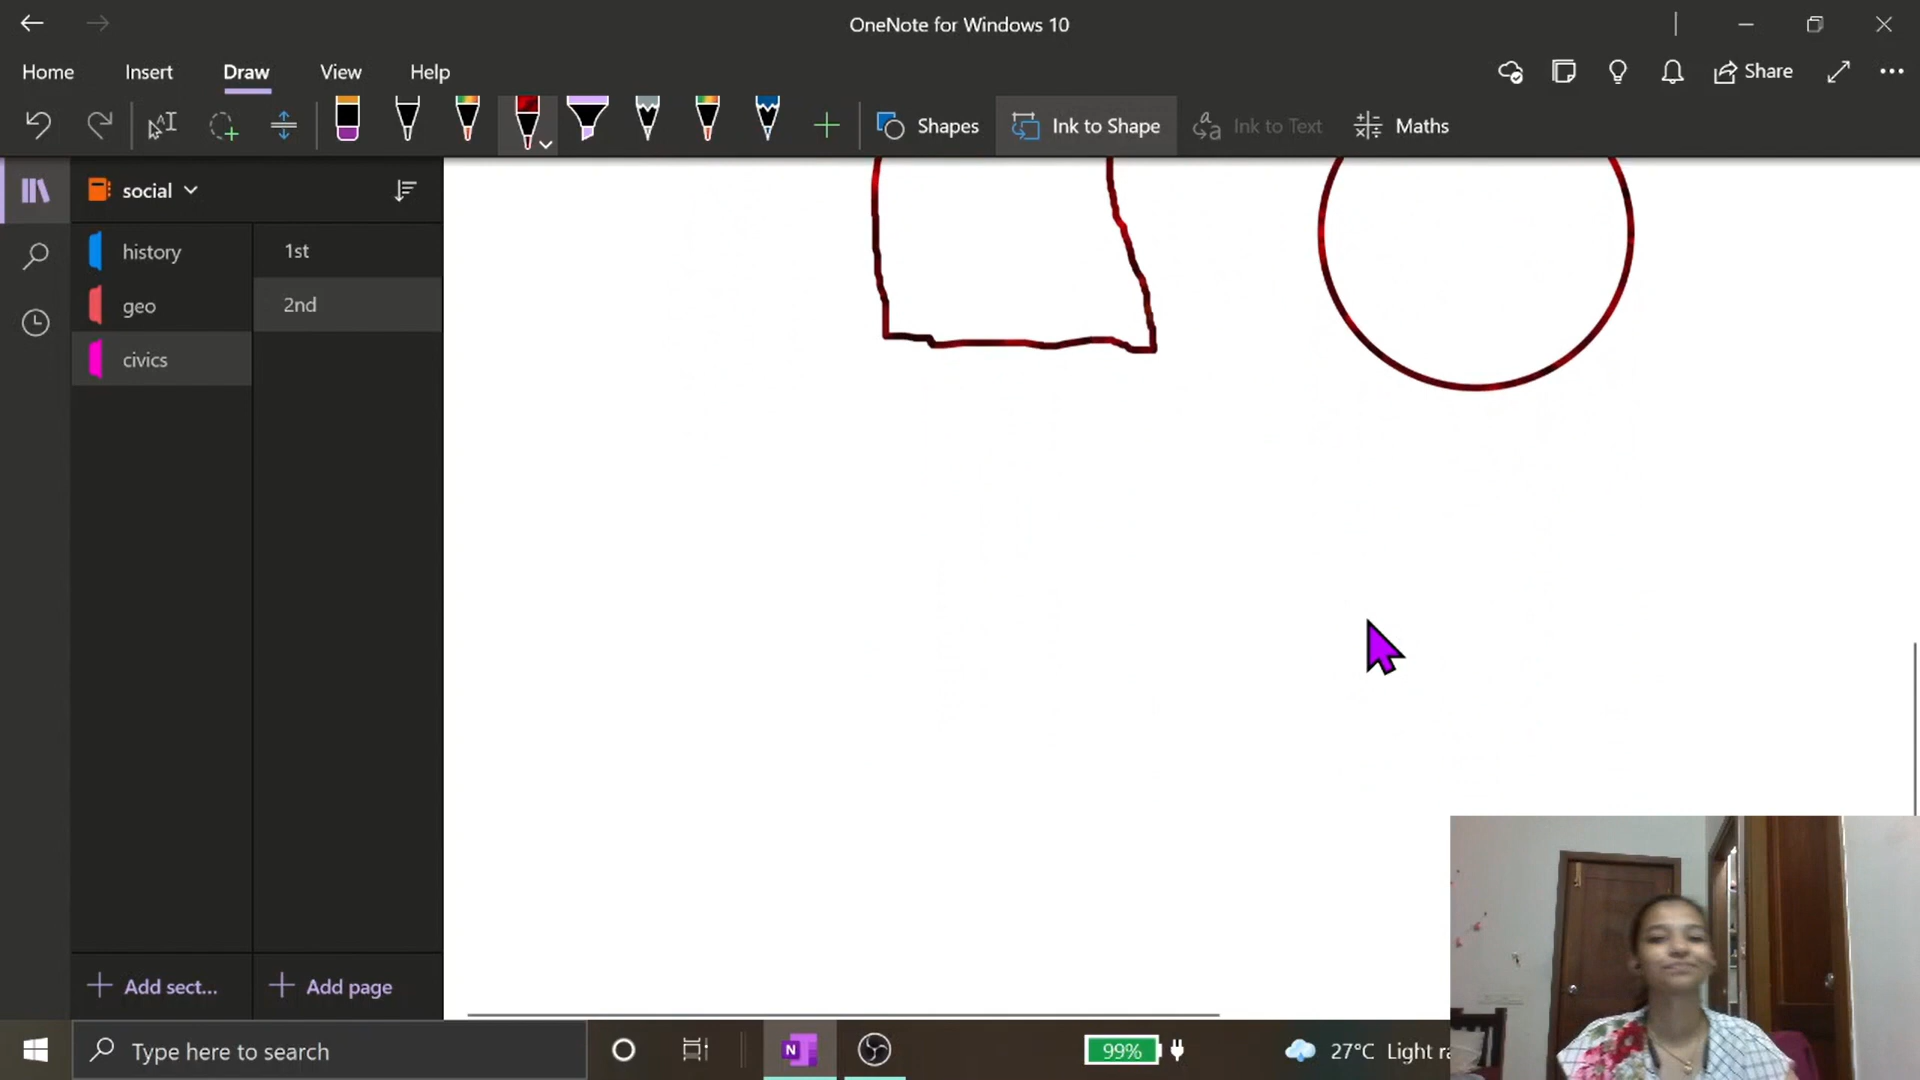 OneNote for Windows 10
Home Insert Draw View Help
Share
Shapes Ink to Shape Ink to Text Maths
social
history
geo
civics
1st
2nd
Add sect...
Add page
Type here to search
N
99%
27°C Light ra